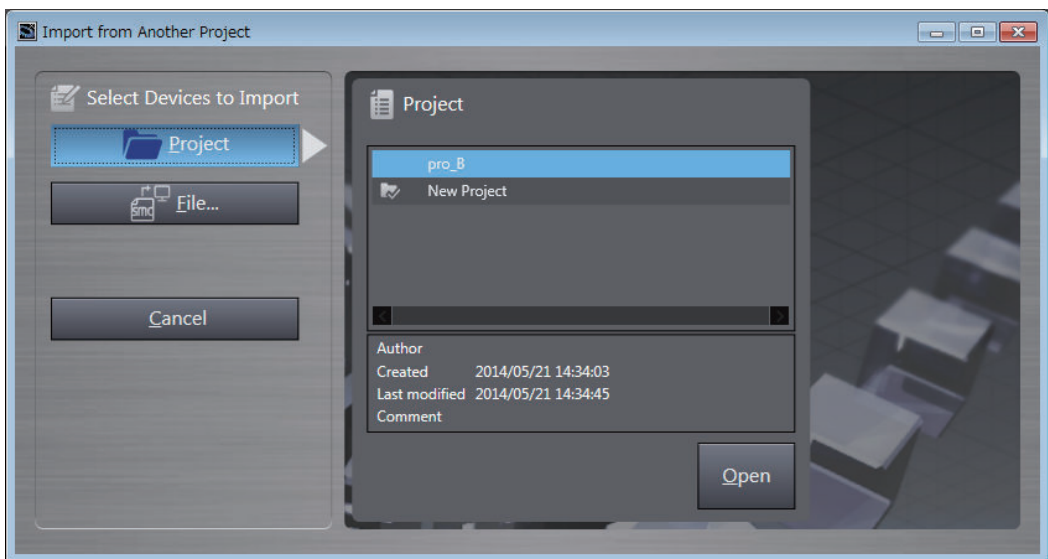 Import from Another Project
Select Devices to Import
Project
smc File...
Cancel
Project
pro_B
New Project
Author
Created 2014/05/21 14:34:03
Last modified 2014/05/21 14:34:45
Comment
Open